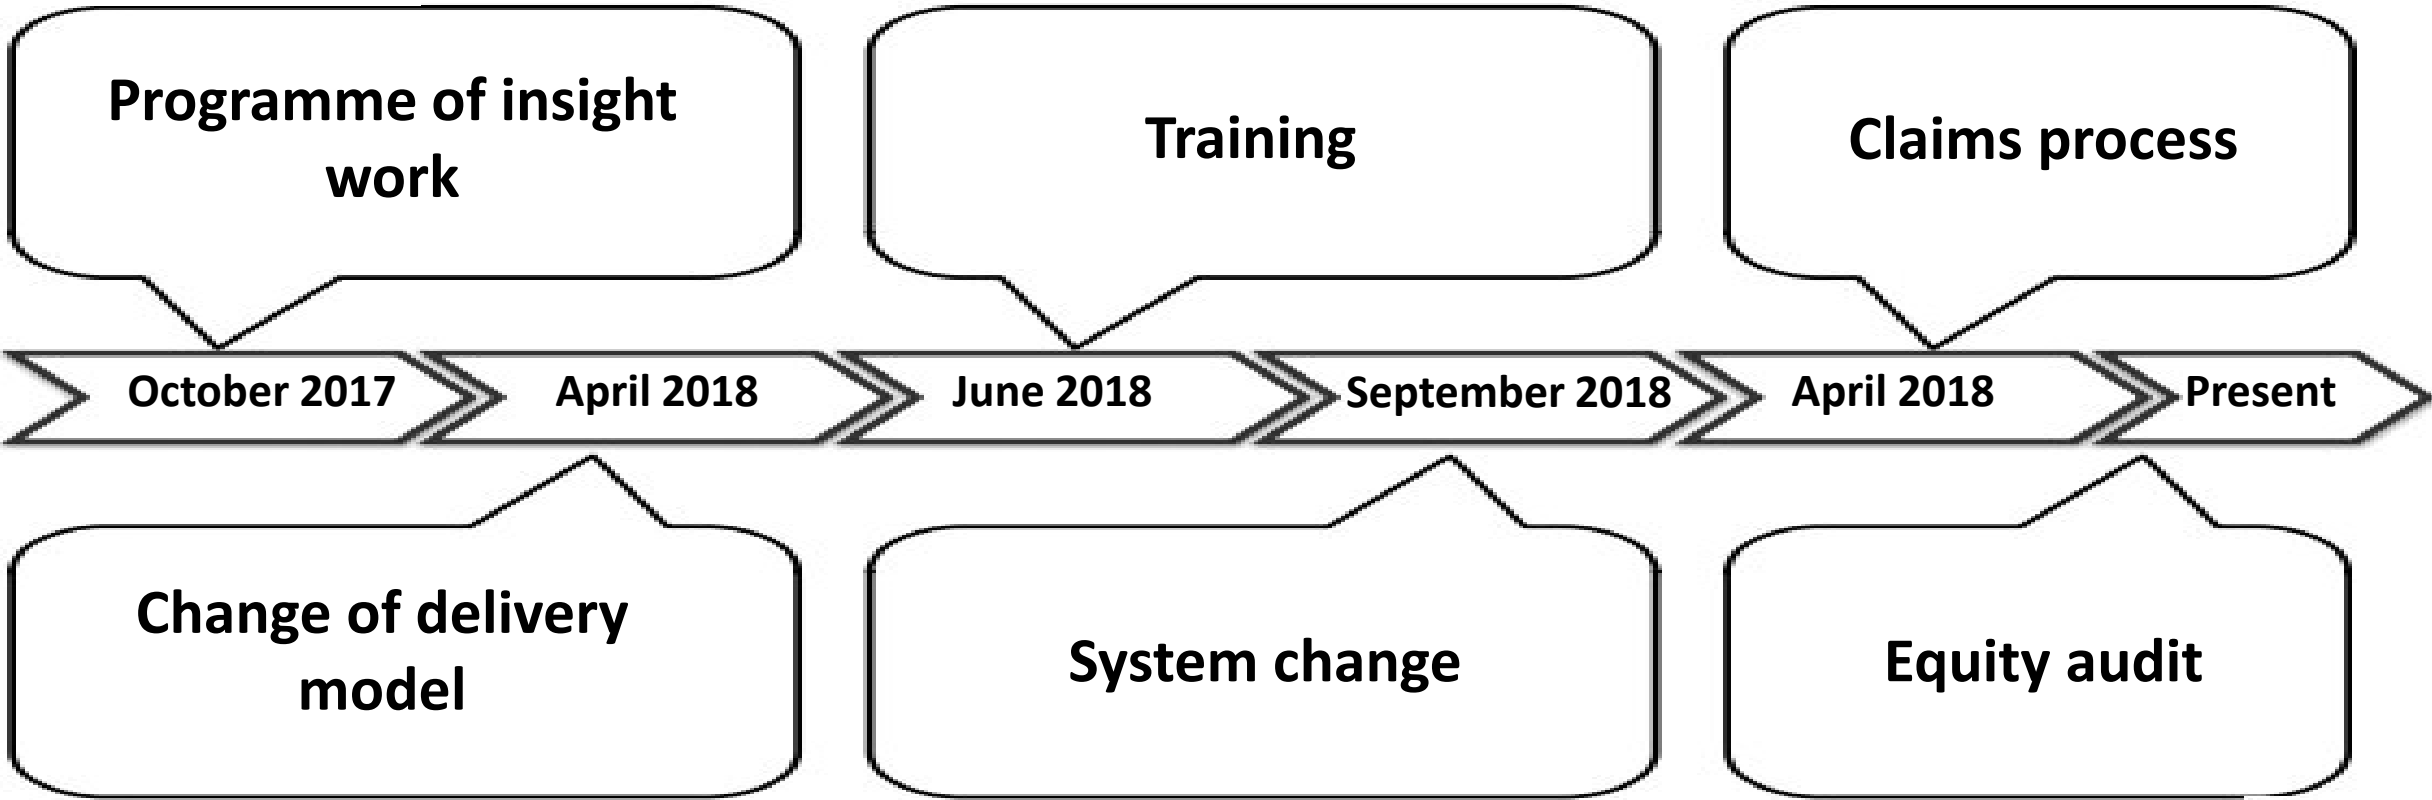 Programme of insight
work
Training
Claims process
October 2017
April 2018
June 2018
September 2018
April 2018
Present
Change of delivery
model
System change
Equity audit